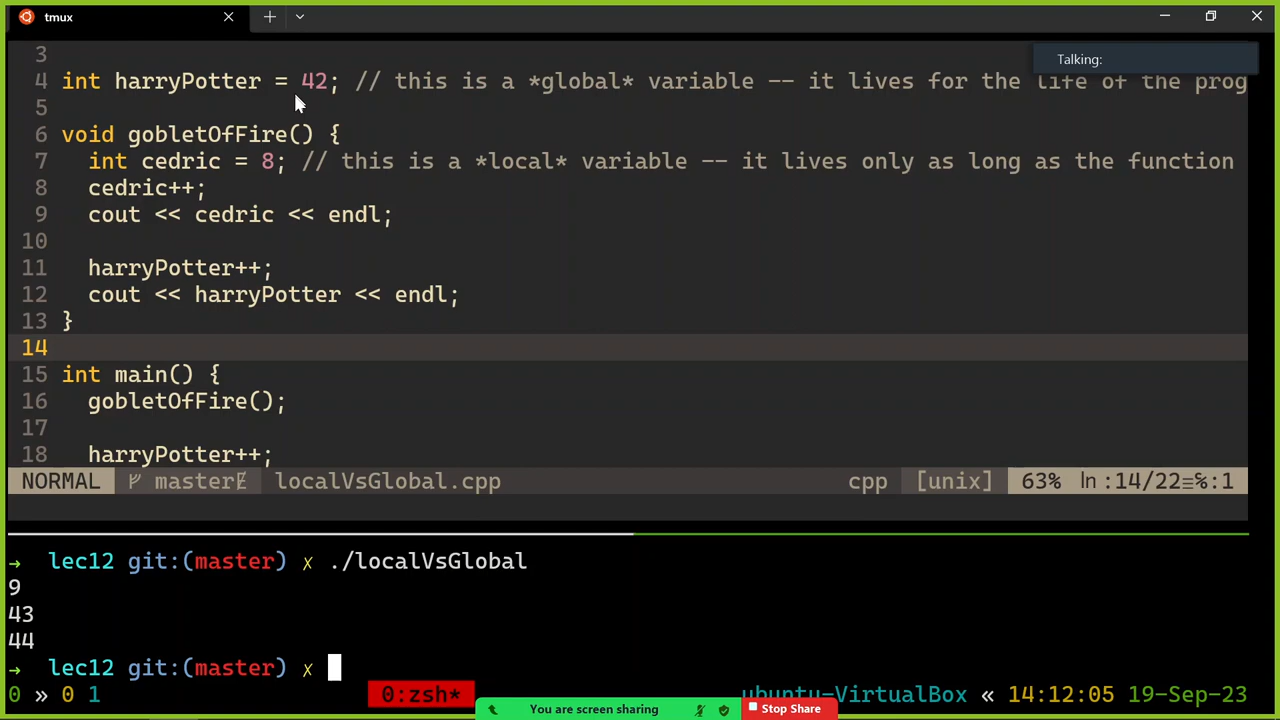 tmux
Talking:
3
4 int harryPotter = 42; // this is a *global* variable -- it lives for the life of the prog
5
6 void gobletOfFire() {
7 int cedric = 8; // this is a *local* variable -- it lives only as long as the function
8 cedric++;
9 cout << cedric << endl;
10
11 harryPotter++;
12 cout << harryPotter << endl;
13 }
14
15 int main() {
16 gobletOfFire();
17
18 harryPotter++;
NORMAL master localVsGlobal.cpp cpp [unix] 63% ln :14/22≡%:1
→ lec12 git:(master) ✗ ./localVsGlobal
9
43
44
→ lec12 git:(master) ✗
0 » 0 1 0:zsh* ubuntu-VirtualBox « 14:12:05 19-Sep-23
You are screen sharing Stop Share